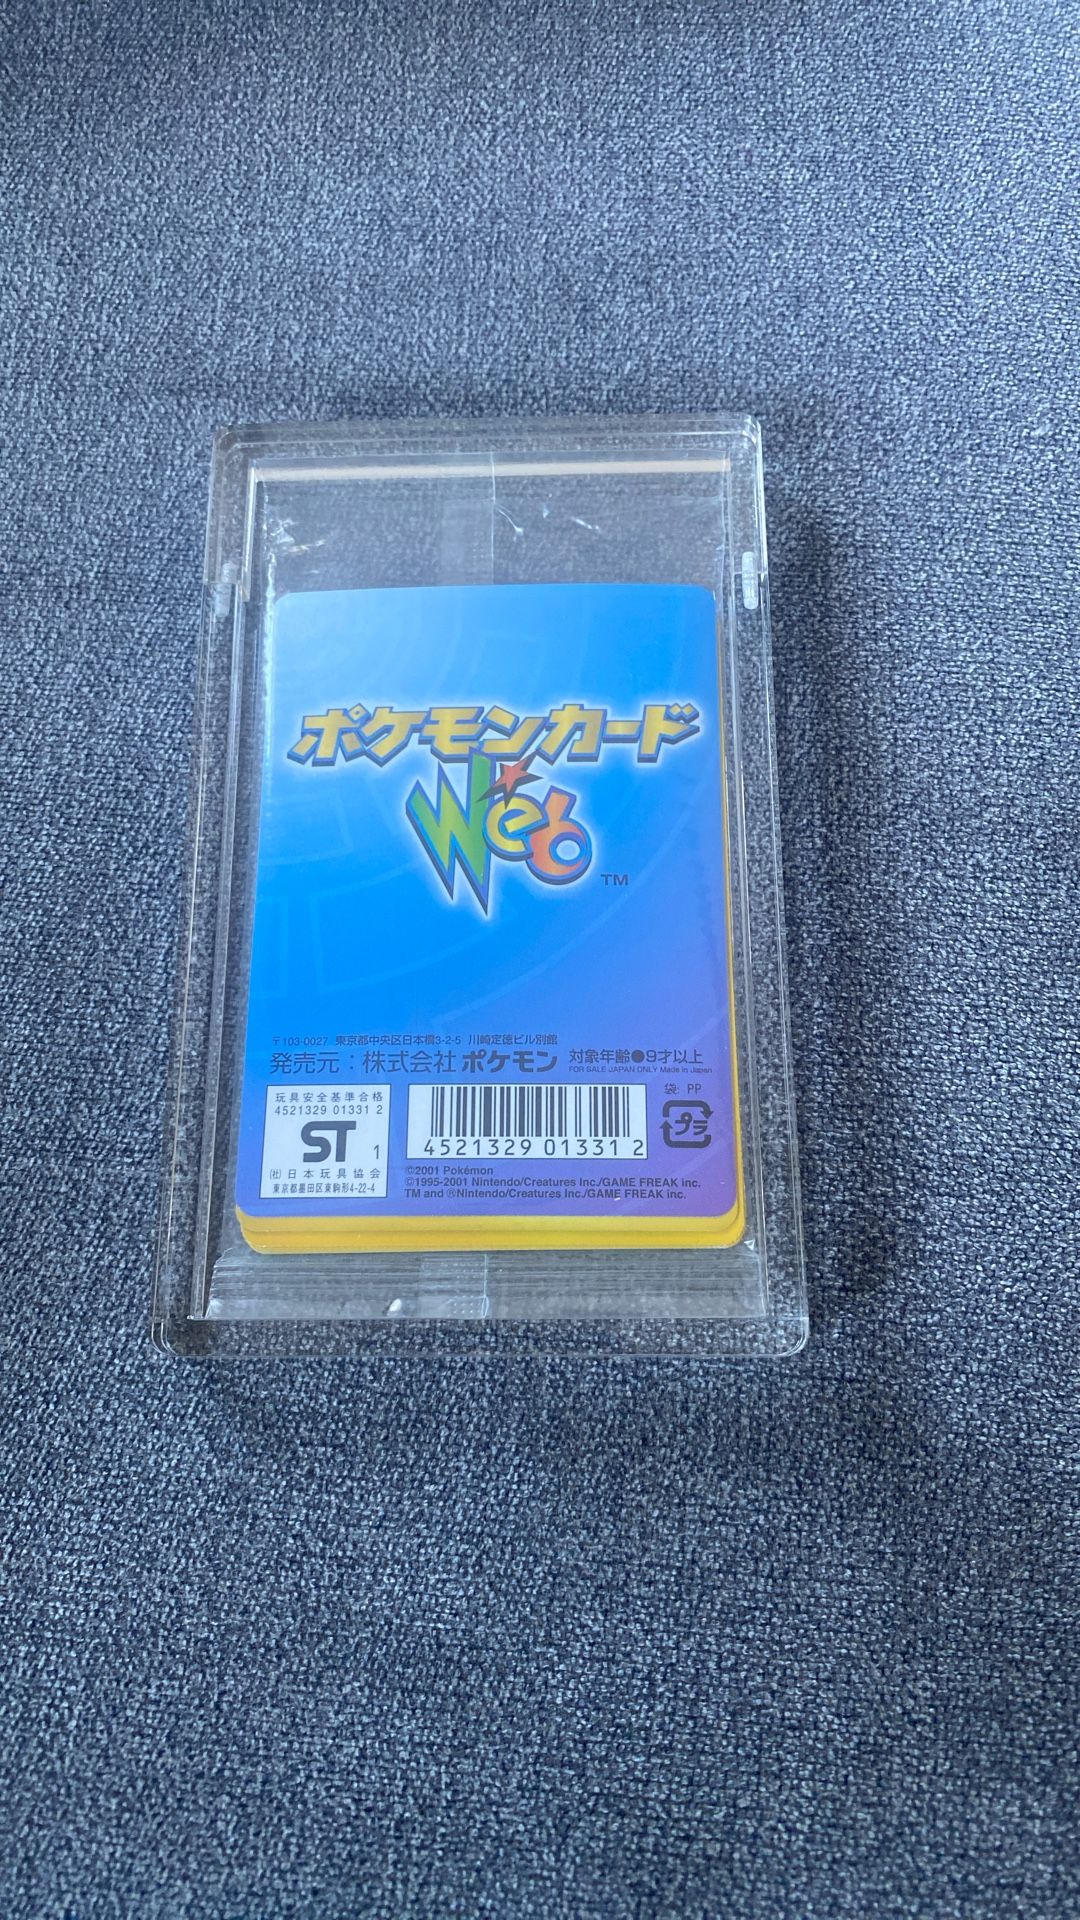 ポケモンカード
Web
TM
〒103-0027 東京都中央区日本橋3-2-5 川崎定徳ビル別館
発売元：株式会社 ポケモン
対象年齢●9才以上
FOR SALE JAPAN ONLY Made in Japan
玩具安全基準合格
4521329 01331 2
ST 1
(社)日本玩具協会
東京都墨田区東駒形4-22-4
4 521329 01331 2
袋: PP
プラ
©2001 Pokémon
©1995-2001 Nintendo/Creatures Inc./GAME FREAK inc.
TM and ®Nintendo/Creatures Inc./GAME FREAK inc.